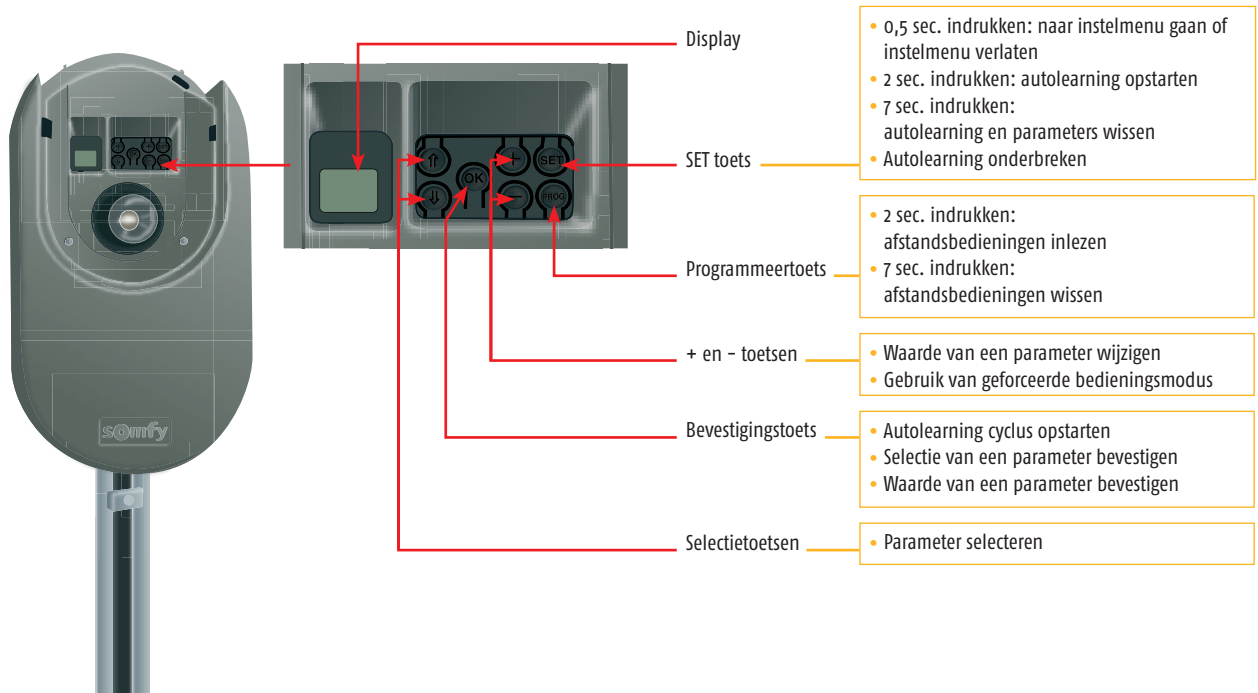 Display
• 0,5 sec. indrukken: naar instelmenu gaan of
instelmenu verlaten
• 2 sec. indrukken: autolearning opstarten
• 7 sec. indrukken:
autolearning en parameters wissen
• Autolearning onderbreken
SET toets
• 2 sec. indrukken:
afstandsbedieningen inlezen
• 7 sec. indrukken:
afstandsbedieningen wissen
Programmeertoets
+ en - toetsen
• Waarde van een parameter wijzigen
• Gebruik van geforceerde bedieningsmodus
Bevestigingstoets
• Autolearning cyclus opstarten
• Selectie van een parameter bevestigen
• Waarde van een parameter bevestigen
Selectietoetsen
• Parameter selecteren
⇑ + SET
OK
⇓ − PROG
somfy